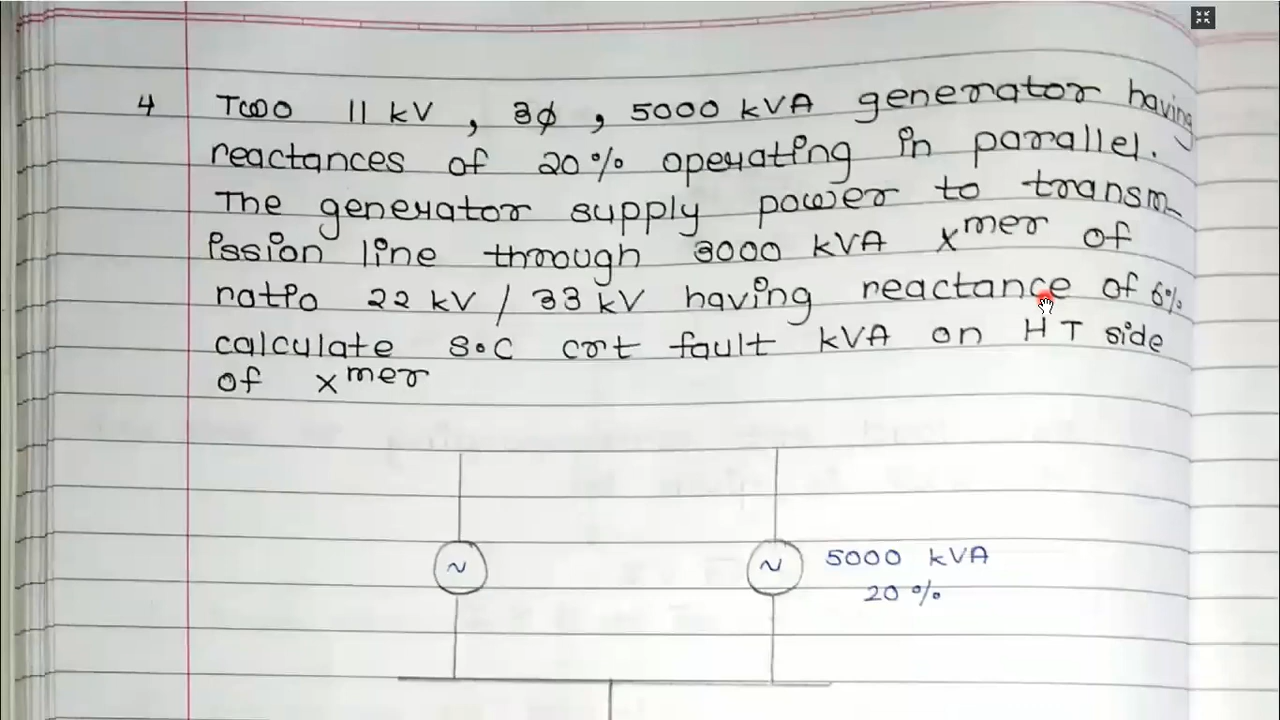 4 Two 11 kV , 3φ , 5000 kVA generator having
reactances of 20% operating in parallel.
The generator supply power to transm-
ission line through 3000 kVA xmer of
ratio 22 kV / 33 kV having reactance of 6%
calculate s.c crt fault kVA on HT side
of xmer
~ ~ 5000 kVA
20 %